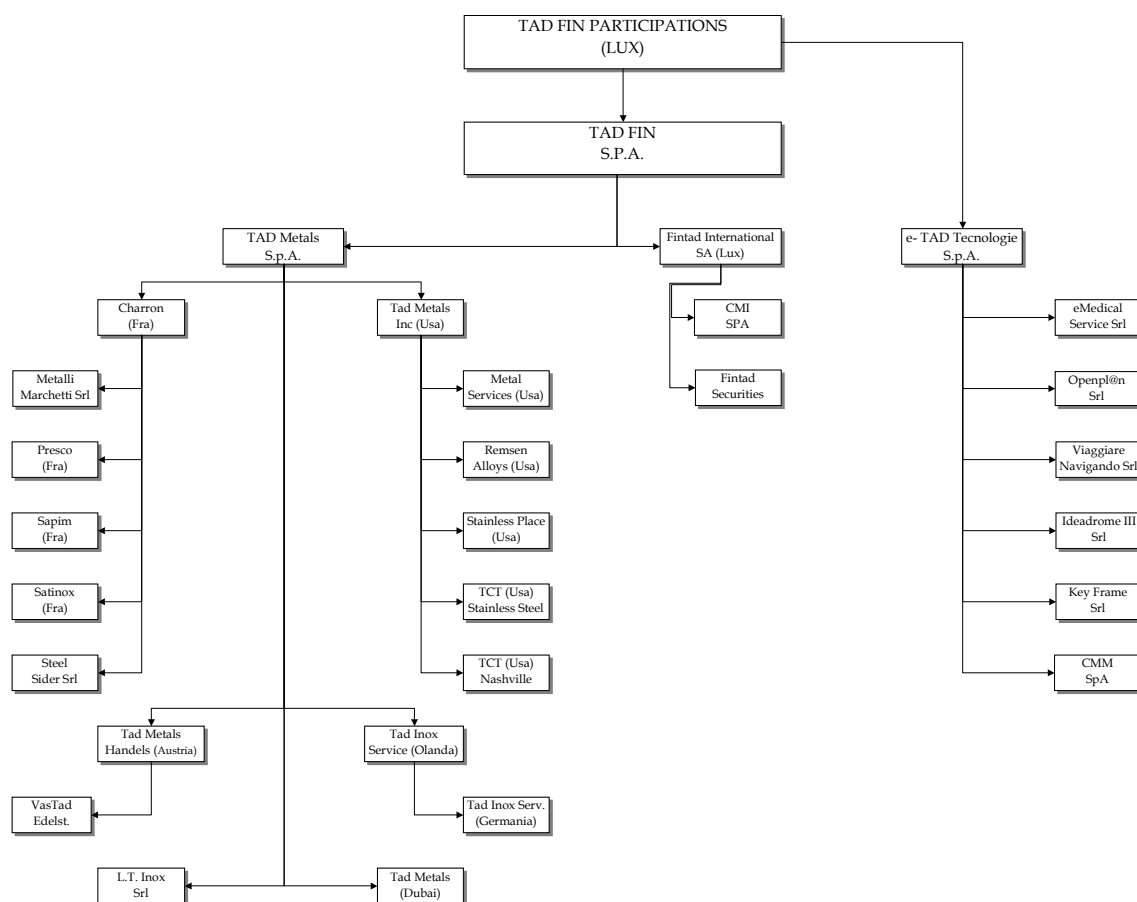 TAD FIN PARTICIPATIONS
(LUX)
TAD FIN
S.P.A.
TAD Metals
S.p.A.
Fintad International
SA (Lux)
e- TAD Tecnologie
S.p.A.
Charron
(Fra)
Tad Metals
Inc (Usa)
CMI
SPA
eMedical
Service Srl
Metalli
Marchetti Srl
Metal
Services (Usa)
Fintad
Securities
Openpl@n
Srl
Presco
(Fra)
Remsen
Alloys (Usa)
Viaggiare
Navigando Srl
Sapim
(Fra)
Stainless Place
(Usa)
Ideadrome III
Srl
Satinox
(Fra)
TCT (Usa)
Stainless Steel
Key Frame
Srl
Steel
Sider Srl
TCT (Usa)
Nashville
CMM
SpA
Tad Metals
Handels (Austria)
Tad Inox
Service (Olanda)
VasTad
Edelst.
Tad Inox Serv.
(Germania)
L.T. Inox
Srl
Tad Metals
(Dubai)